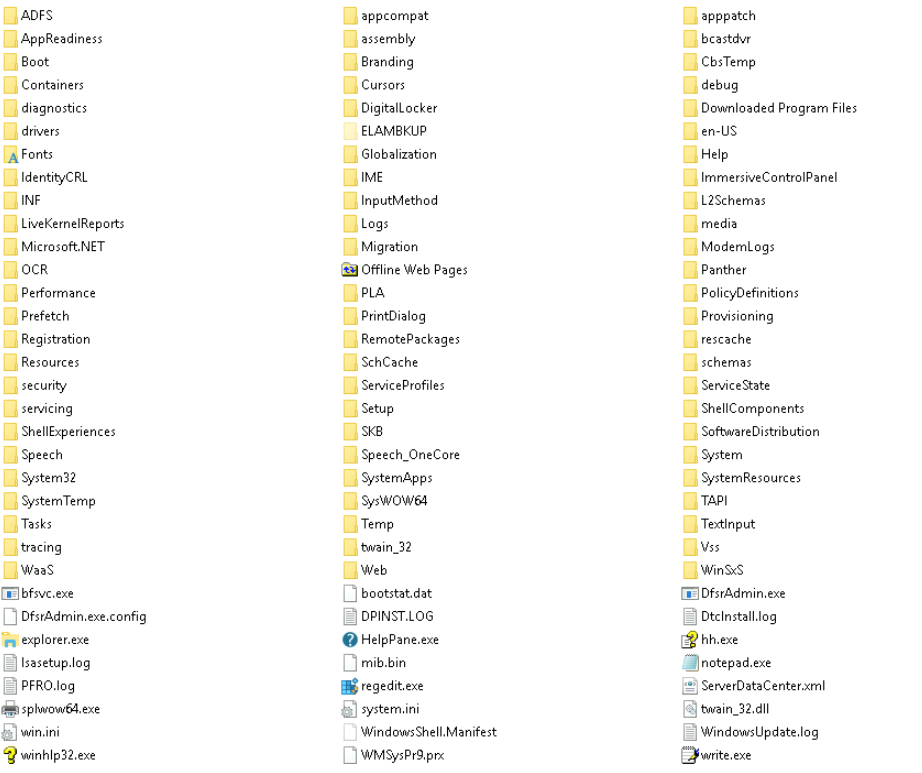 ADFS appcompat apppatch
AppReadiness assembly bcastdvr
Boot Branding CbsTemp
Containers Cursors debug
diagnostics DigitalLocker Downloaded Program Files
drivers ELAMBKUP en-US
Fonts Globalization Help
IdentityCRL IME ImmersiveControlPanel
INF InputMethod L2Schemas
LiveKernelReports Logs media
Microsoft.NET Migration ModemLogs
OCR Offline Web Pages Panther
Performance PLA PolicyDefinitions
Prefetch PrintDialog Provisioning
Registration RemotePackages rescache
Resources SchCache schemas
security ServiceProfiles ServiceState
servicing Setup ShellComponents
ShellExperiences SKB SoftwareDistribution
Speech Speech_OneCore System
System32 SystemApps SystemResources
SystemTemp SysWOW64 TAPI
Tasks Temp TextInput
tracing twain_32 Vss
WaaS Web WinSxS
bfsvc.exe bootstat.dat DfsrAdmin.exe
DfsrAdmin.exe.config DPINST.LOG DtcInstall.log
explorer.exe HelpPane.exe hh.exe
lsasetup.log mib.bin notepad.exe
PFRO.log regedit.exe ServerDataCenter.xml
splwow64.exe system.ini twain_32.dll
win.ini WindowsShell.Manifest WindowsUpdate.log
winhlp32.exe WMSysPr9.prx write.exe